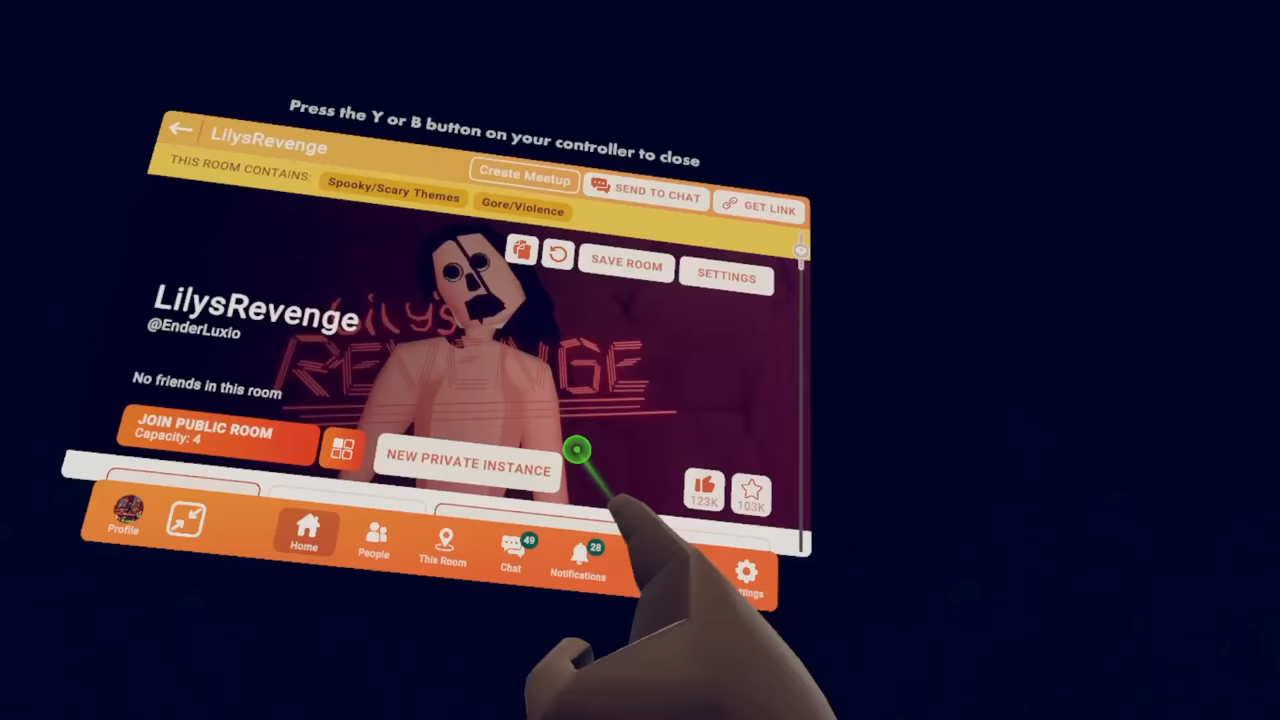 Press the Y or B button on your controller to close
LilysRevenge
Create Meetup
SEND TO CHAT
GET LINK
THIS ROOM CONTAINS:
Spooky/Scary Themes
Gore/Violence
SAVE ROOM
SETTINGS
LilysRevenge
@EnderLuxio
Lily's
REVENGE
No friends in this room
JOIN PUBLIC ROOM
Capacity: 4
NEW PRIVATE INSTANCE
123K
103K
Profile
Home
People
This Room
Chat
49
Notifications
28